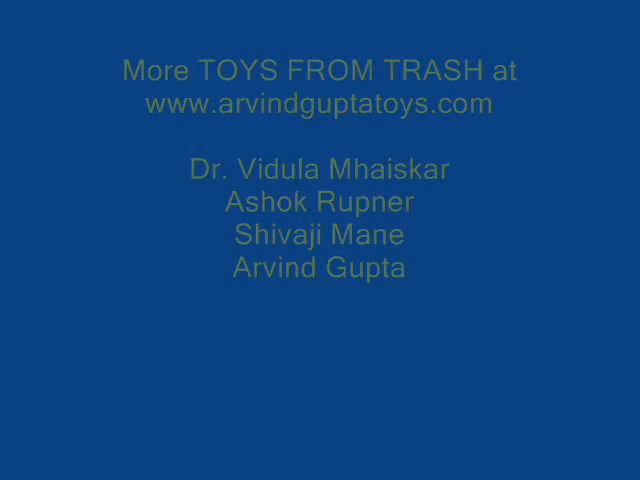 More TOYS FROM TRASH at
www.arvindguptatoys.com
Dr. Vidula Mhaiskar
Ashok Rupner
Shivaji Mane
Arvind Gupta